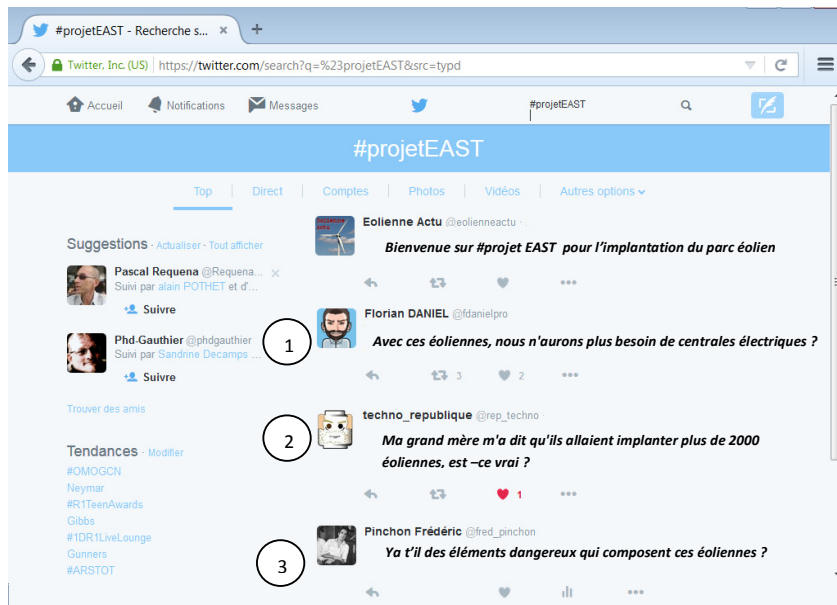 #projetEAST - Recherche s... × +
Twitter, Inc. (US) https://twitter.com/search?q=%23projetEAST&src=typd
Accueil Notifications Messages #projetEAST
#projetEAST
Top Direct Comptes Photos Vidéos Autres options
Suggestions · Actualiser · Tout afficher
Pascal Requena @Requena... ×
Suivi par alain POTHET et d'...
Suivre
Phd-Gauthier @phdgauthier
Suivi par Sandrine Decamps ...
Suivre
Trouver des amis
Tendances · Modifier
#OMOGCN
Neymar
#R1TeenAwards
Gibbs
#1DR1LiveLounge
Gunners
#ARSTOT
Eolienne Actu @eolienneactu ·
Bienvenue sur #projet EAST pour l'implantation du parc éolien
1
Florian DANIEL @fdanielpro
Avec ces éoliennes, nous n'aurons plus besoin de centrales électriques ?
3 2
2
techno_republique @rep_techno
Ma grand mère m'a dit qu'ils allaient implanter plus de 2000
éoliennes, est –ce vrai ?
1
3
Pinchon Frédéric @fred_pinchon
Ya t'il des éléments dangereux qui composent ces éoliennes ?